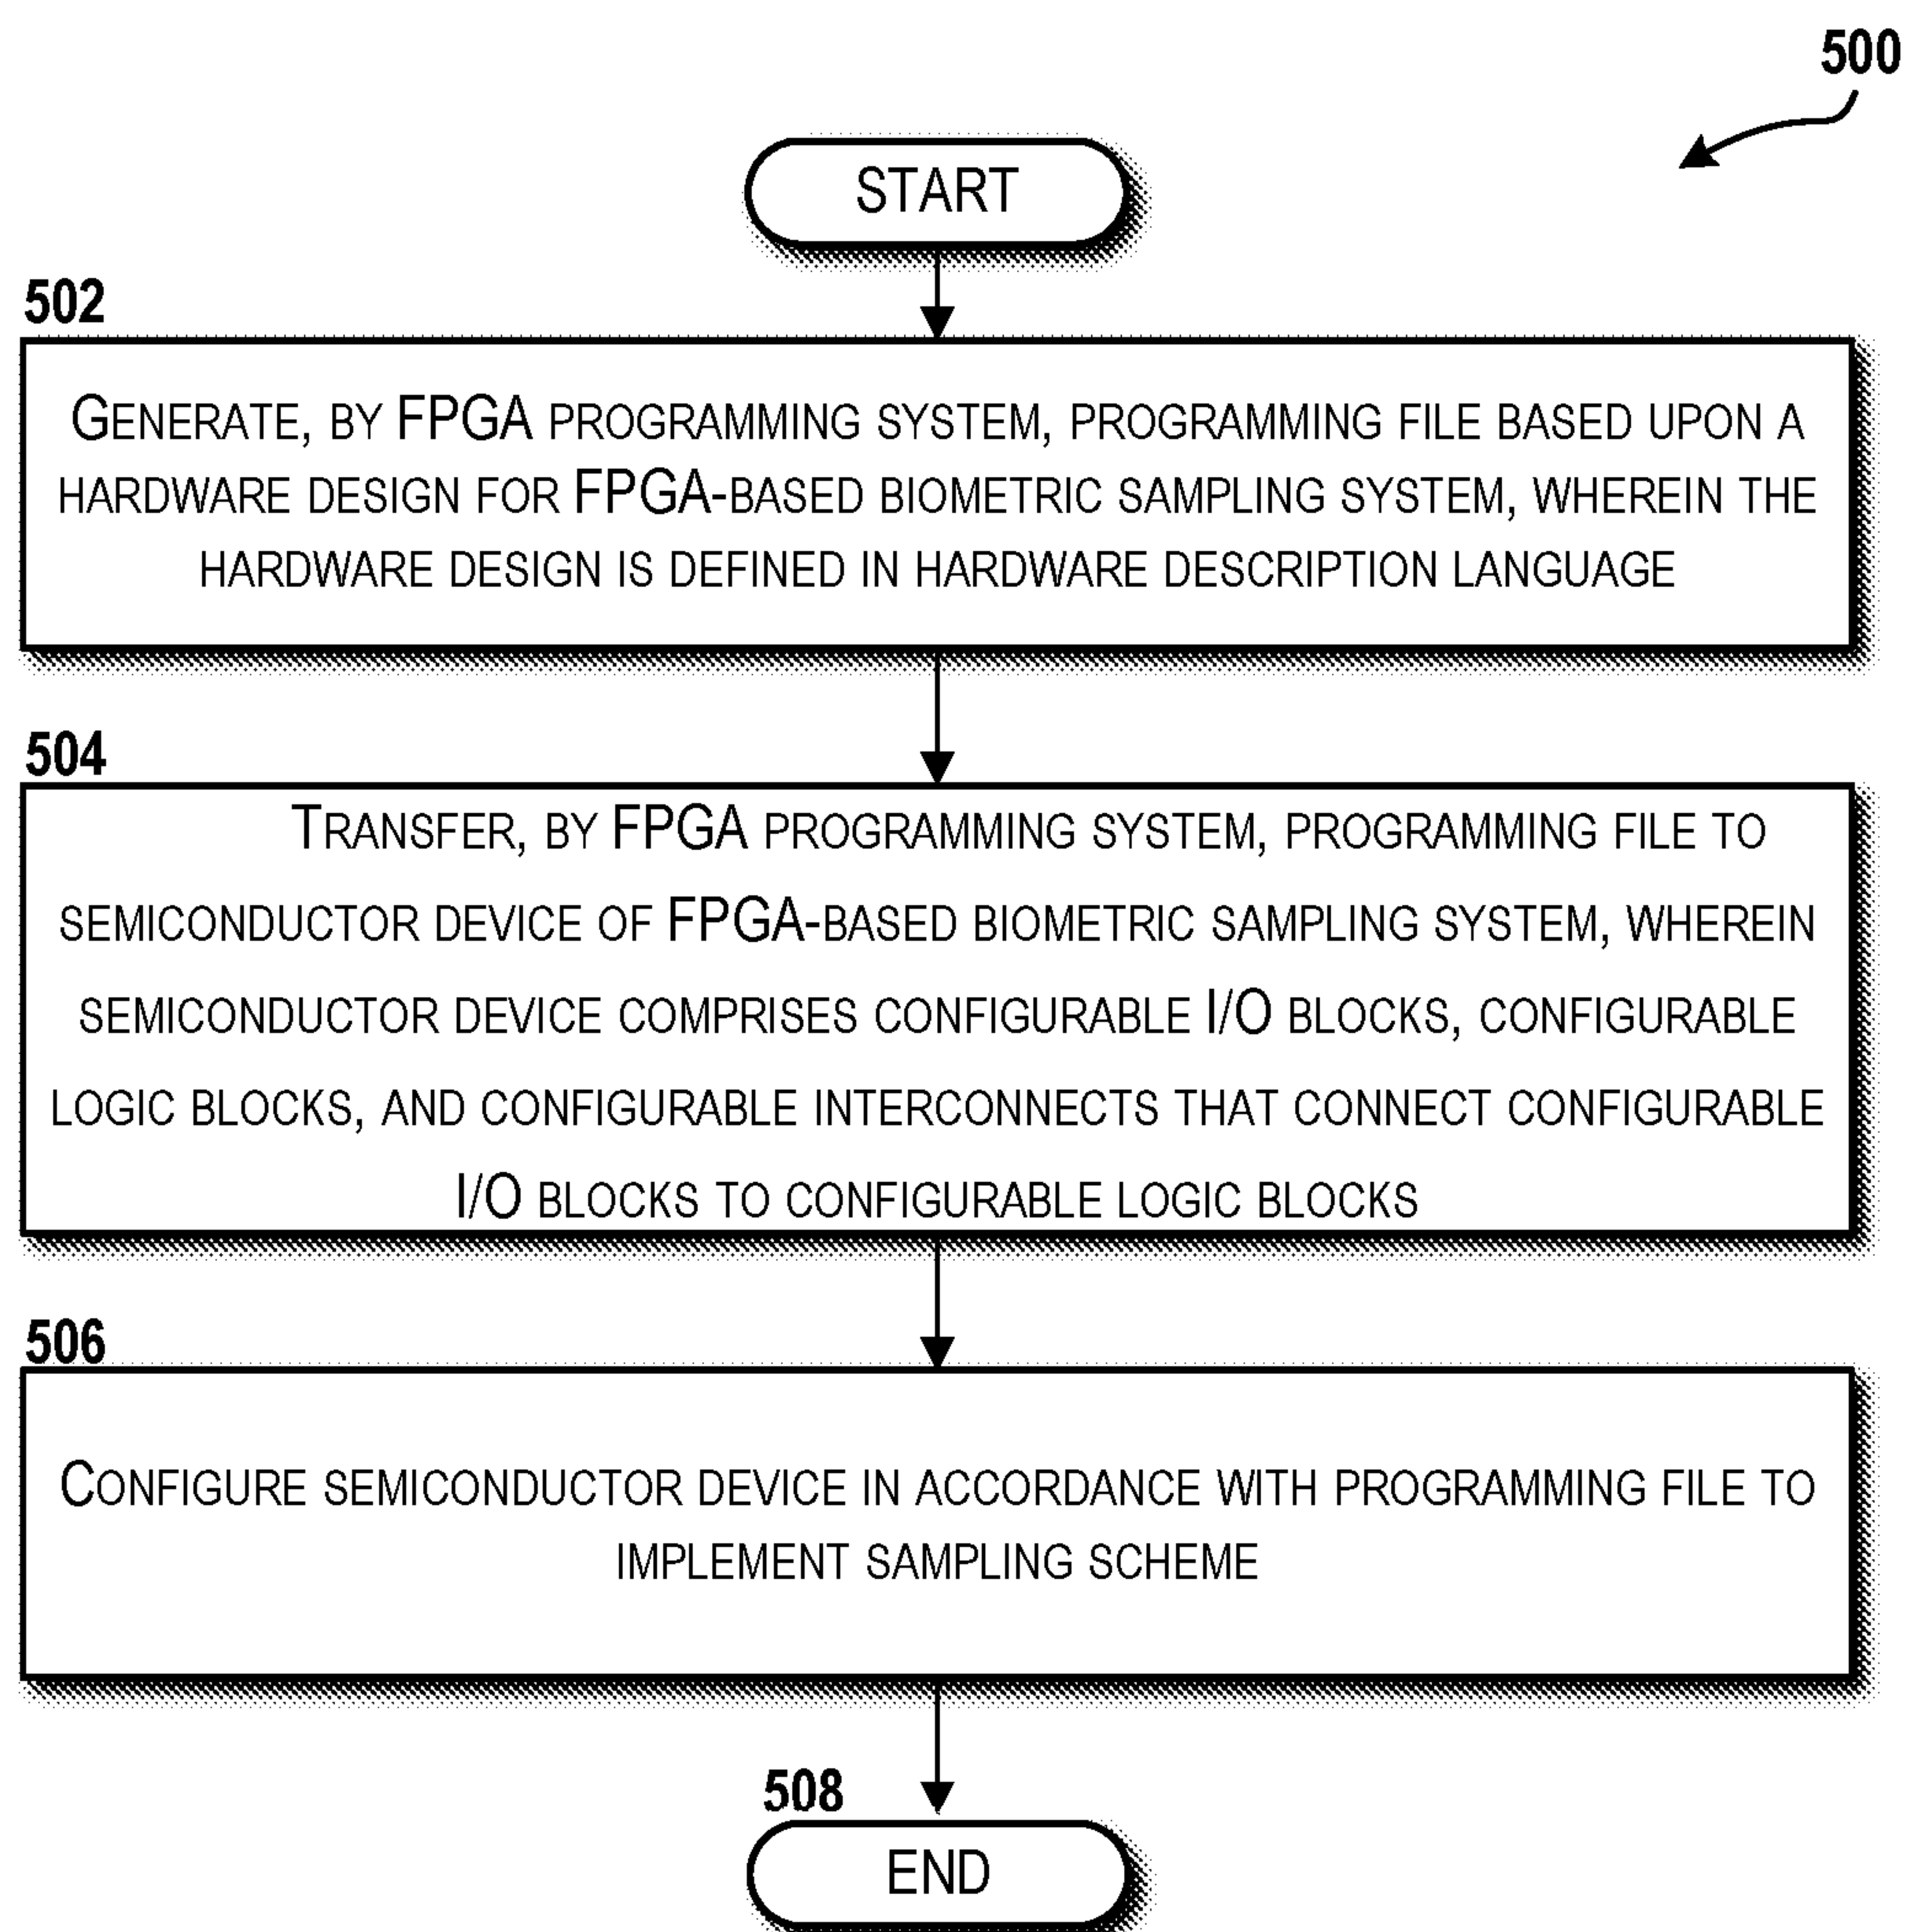 500
START
502
GENERATE, BY FPGA PROGRAMMING SYSTEM, PROGRAMMING FILE BASED UPON A
HARDWARE DESIGN FOR FPGA-BASED BIOMETRIC SAMPLING SYSTEM, WHEREIN THE
HARDWARE DESIGN IS DEFINED IN HARDWARE DESCRIPTION LANGUAGE
504
TRANSFER, BY FPGA PROGRAMMING SYSTEM, PROGRAMMING FILE TO
SEMICONDUCTOR DEVICE OF FPGA-BASED BIOMETRIC SAMPLING SYSTEM, WHEREIN
SEMICONDUCTOR DEVICE COMPRISES CONFIGURABLE I/O BLOCKS, CONFIGURABLE
LOGIC BLOCKS, AND CONFIGURABLE INTERCONNECTS THAT CONNECT CONFIGURABLE
I/O BLOCKS TO CONFIGURABLE LOGIC BLOCKS
506
CONFIGURE SEMICONDUCTOR DEVICE IN ACCORDANCE WITH PROGRAMMING FILE TO
IMPLEMENT SAMPLING SCHEME
508
END